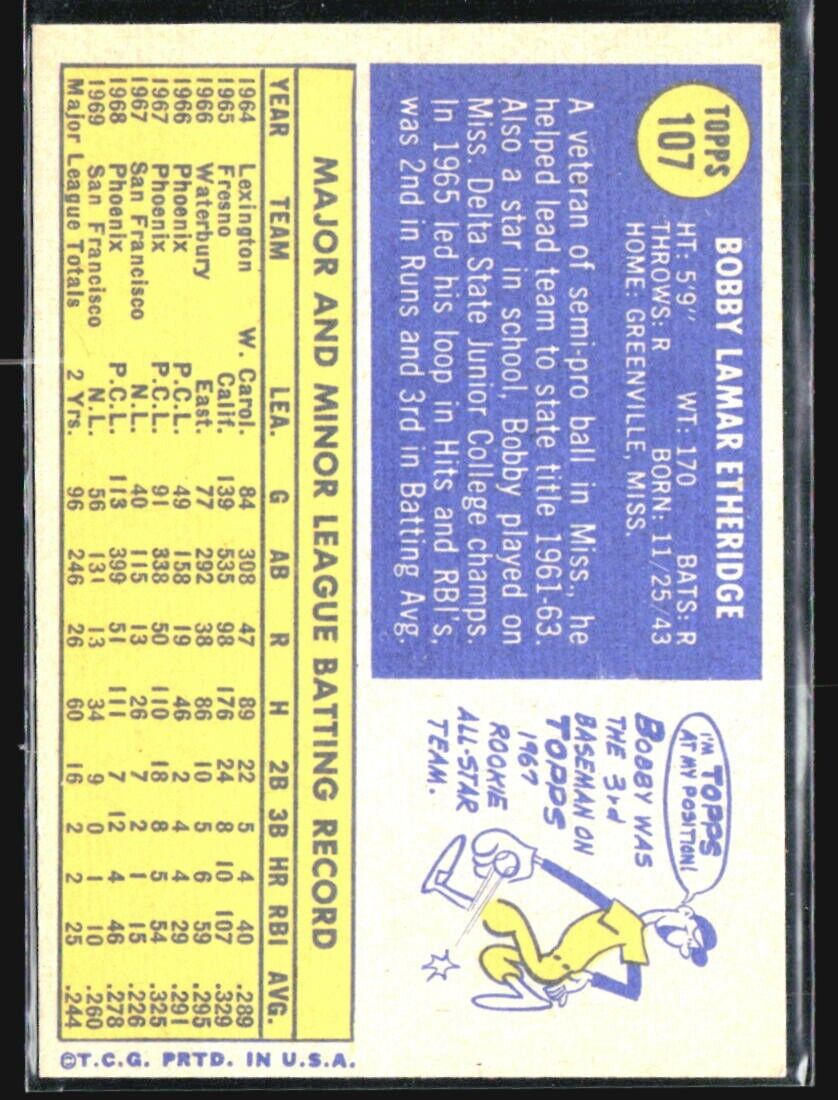 TOPPS
107
BOBBY LAMAR ETHERIDGE
HT: 5'9" WT: 170 BATS: R
THROWS: R BORN: 11/25/43
HOME: GREENVILLE, MISS.
A veteran of semi-pro ball in Miss., he
helped lead team to state title 1961-63.
Also a star in school, Bobby played on
Miss. Delta State Junior College champs.
In 1965 led his loop in Hits and RBI's,
was 2nd in Runs and 3rd in Batting Avg.
I'M TOPPS
AT MY POSITION!
BOBBY WAS
THE 3rd
BASEMAN ON
TOPPS
1967
ROOKIE
ALL-STAR
TEAM.
MAJOR AND MINOR LEAGUE BATTING RECORD
YEAR TEAM LEA. G AB R H 2B 3B HR RBI AVG.
1964 Lexington W. Carol. 84 308 47 89 22 5 4 40 .289
1965 Fresno Calif. 139 535 98 176 24 8 10 107 .329
1966 Waterbury East. 77 292 38 86 10 5 6 59 .295
1966 Phoenix P.C.L. 49 158 19 46 2 4 4 29 .291
1967 Phoenix P.C.L. 91 338 50 110 18 8 5 54 .325
1967 San Francisco N.L. 40 115 13 26 7 2 1 15 .226
1968 Phoenix P.C.L. 113 399 51 111 7 12 4 46 .278
1969 San Francisco N.L. 56 131 13 34 9 0 1 10 .260
Major League Totals 2 Yrs. 96 246 26 60 16 2 2 25 .244
©T.C.G. PRTD. IN U.S.A.